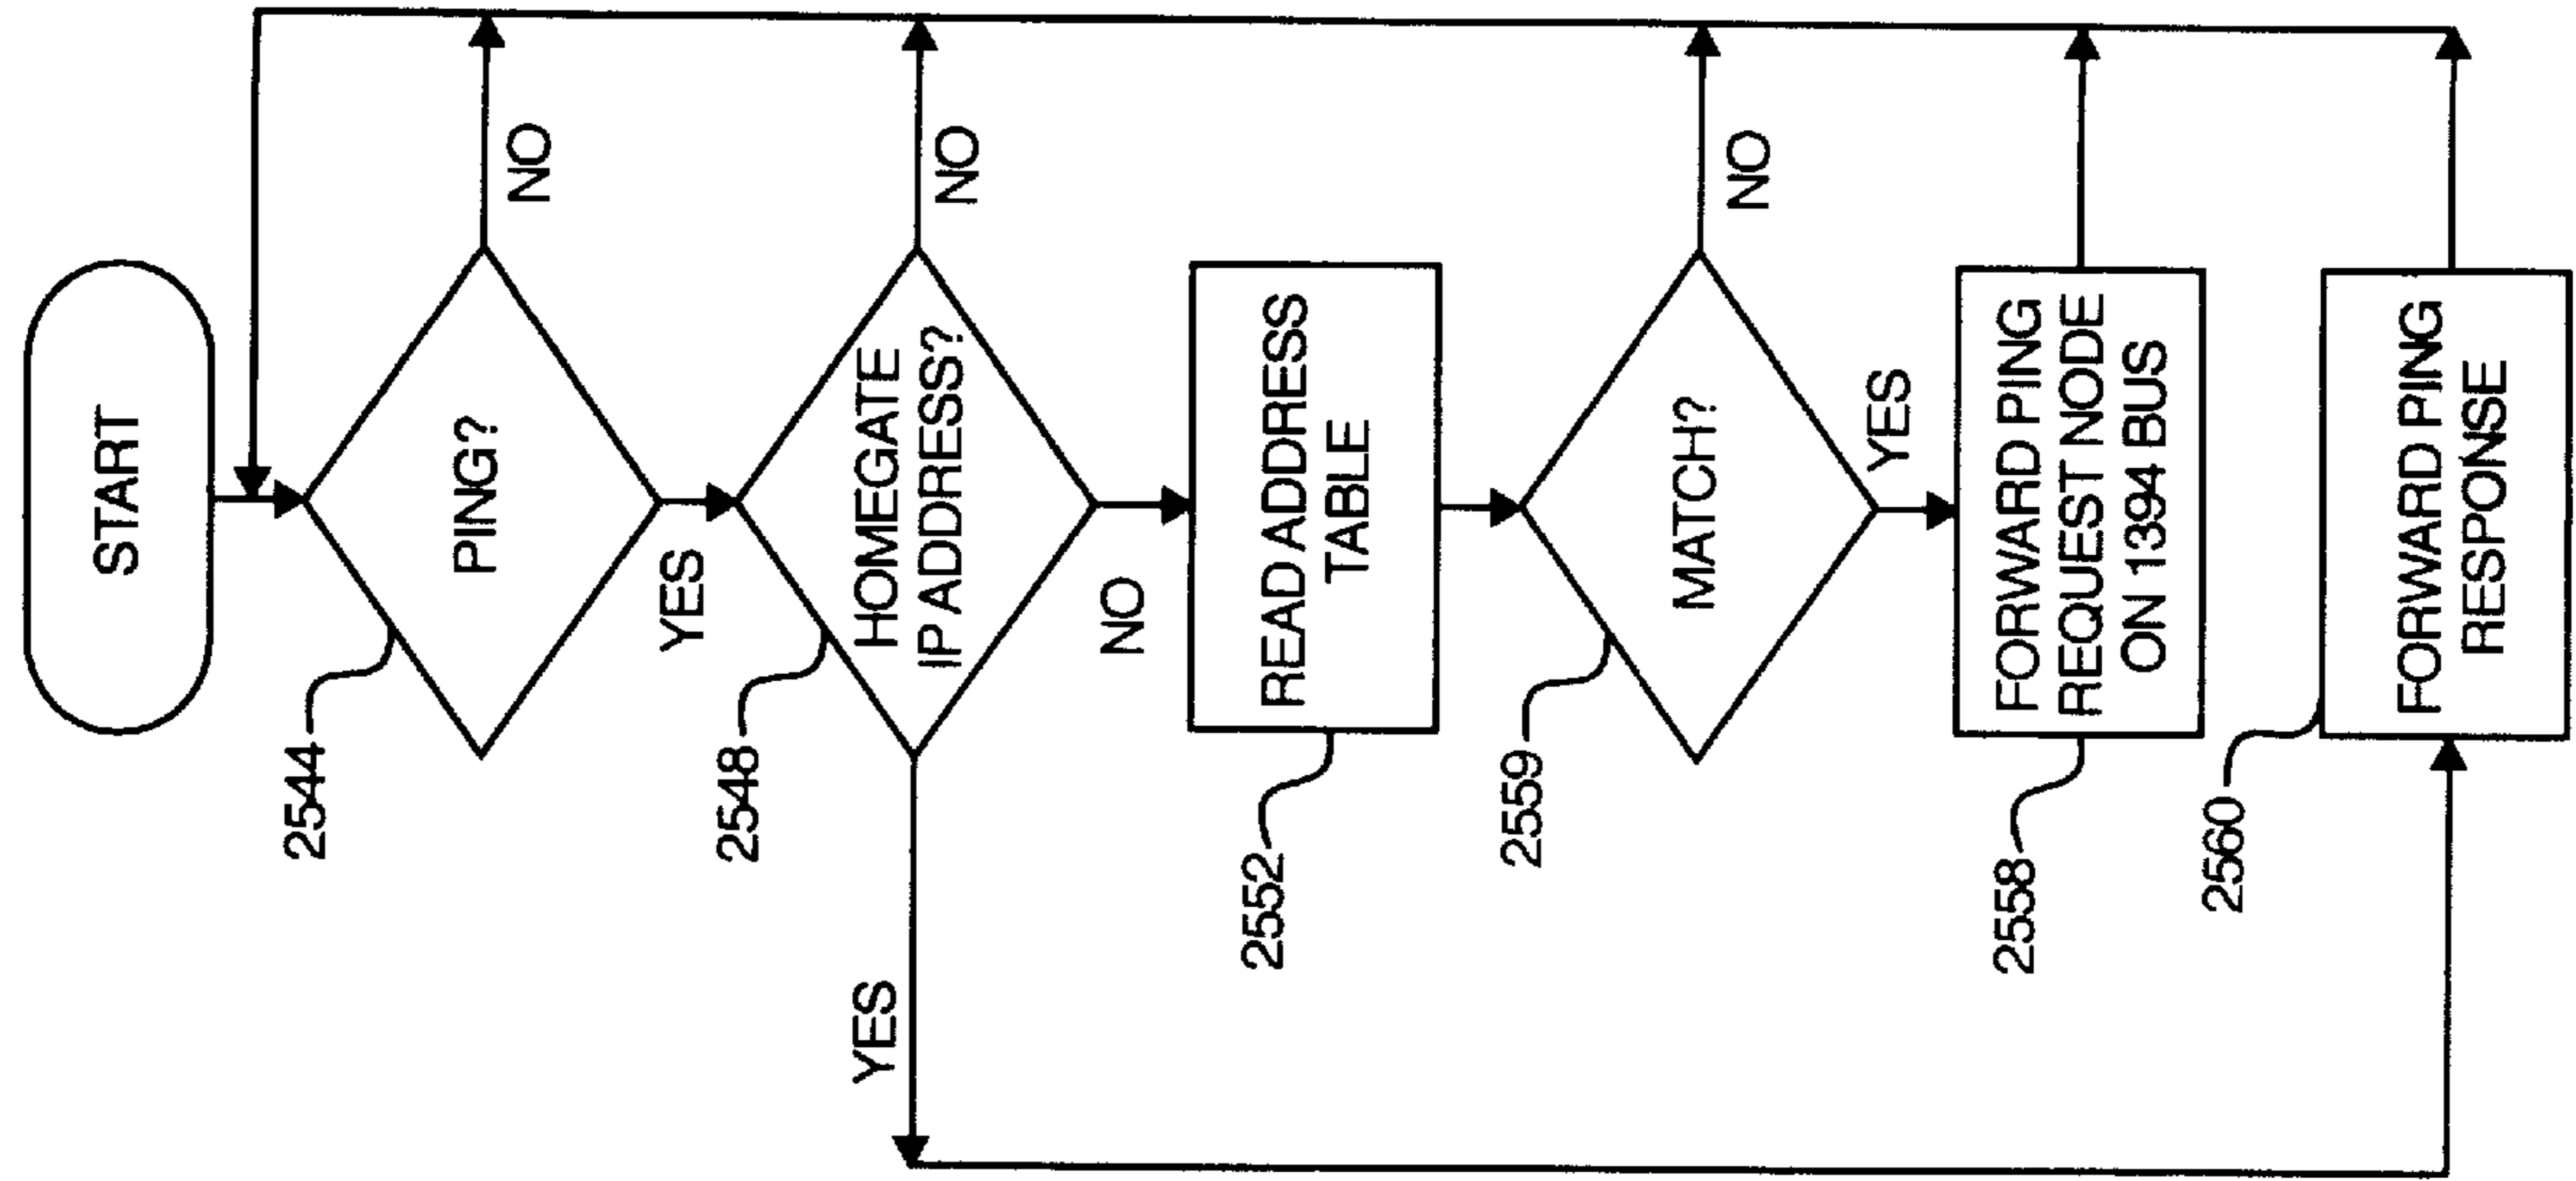 START
2544
PING?
NO
YES
2548
HOMEGATE
IP ADDRESS?
NO
YES
NO
2552
READ ADDRESS
TABLE
2559
MATCH?
NO
YES
2558
FORWARD PING
REQUEST NODE
ON 1394 BUS
2560
FORWARD PING
RESPONSE